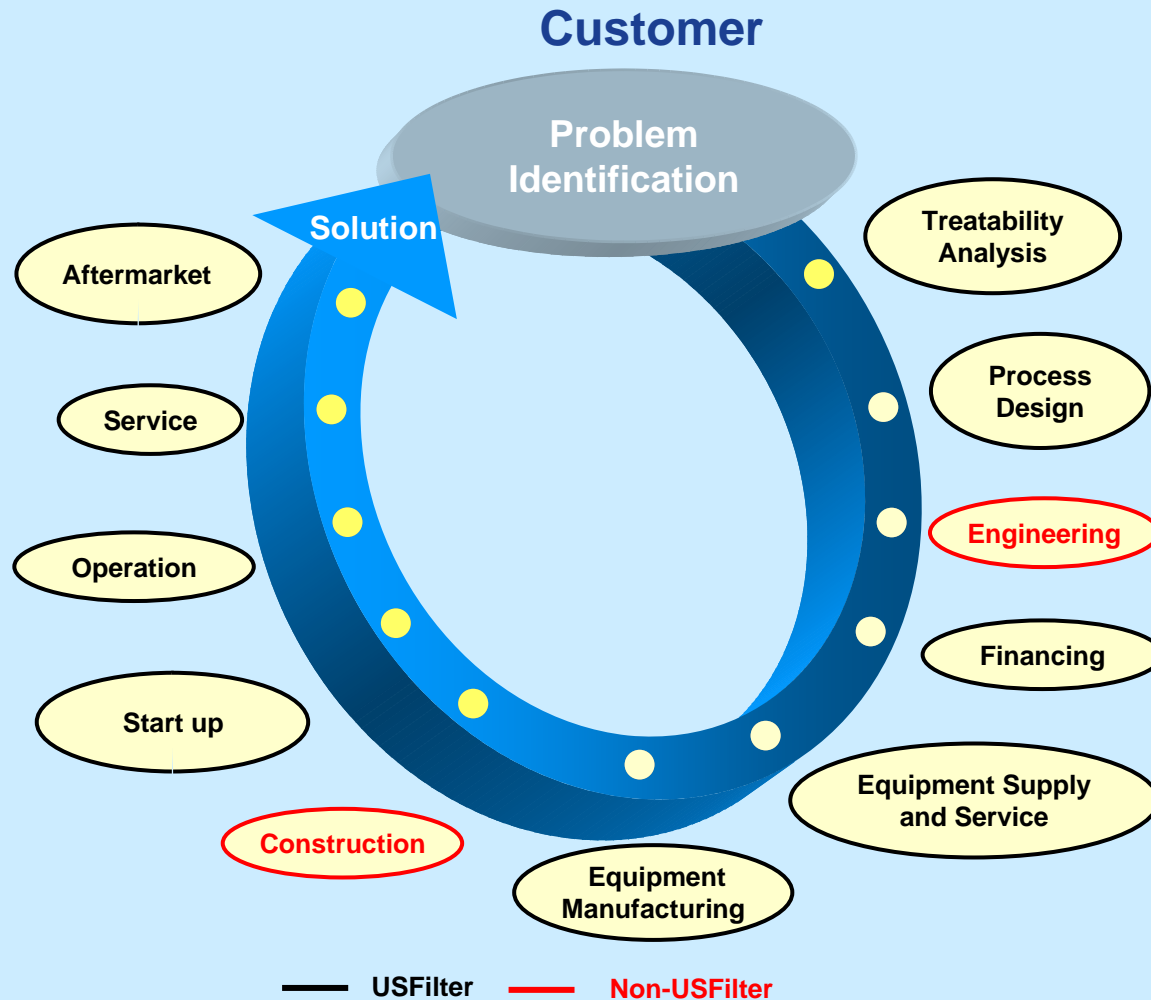 Customer
Problem
Identification
Solution
Treatability
Analysis
Process
Design
Engineering
Financing
Equipment Supply
and Service
Equipment
Manufacturing
Construction
Start up
Operation
Service
Aftermarket
USFilter
Non-USFilter